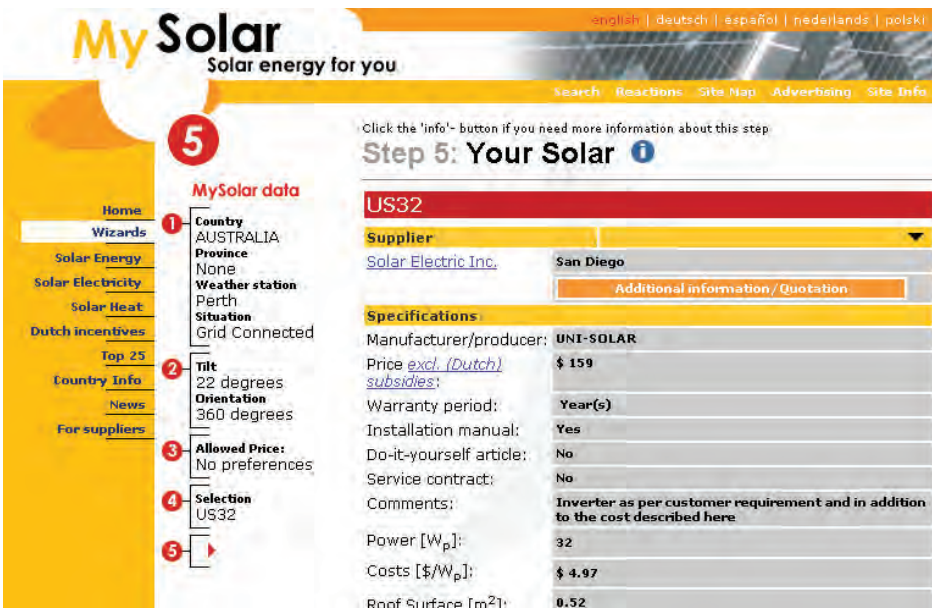 My Solar
Solar energy for you
english | deutsch | español | nederlands | polski
Search Reactions Site Map Advertising Site Info
5
Click the 'info'- button if you need more information about this step
Step 5: Your Solar i
MySolar data
Home
Wizards
Solar Energy
Solar Electricity
Solar Heat
Dutch incentives
Top 25
Country Info
News
For suppliers
1
Country
AUSTRALIA
Province
None
Weather station
Perth
Situation
Grid Connected
2
Tilt
22 degrees
Orientation
360 degrees
3
Allowed Price:
No preferences
4
Selection
US32
5
US32
Supplier
Solar Electric Inc. San Diego
Additional information/Quotation
Specifications
Manufacturer/producer: UNI-SOLAR
Price excl. (Dutch) $ 159
subsidies:
Warranty period: Year(s)
Installation manual: Yes
Do-it-yourself article: No
Service contract: No
Comments: Inverter as per customer requirement and in addition
to the cost described here
Power [Wp]: 32
Costs [$/Wp]: $ 4.97
Roof Surface [m2]: 0.52